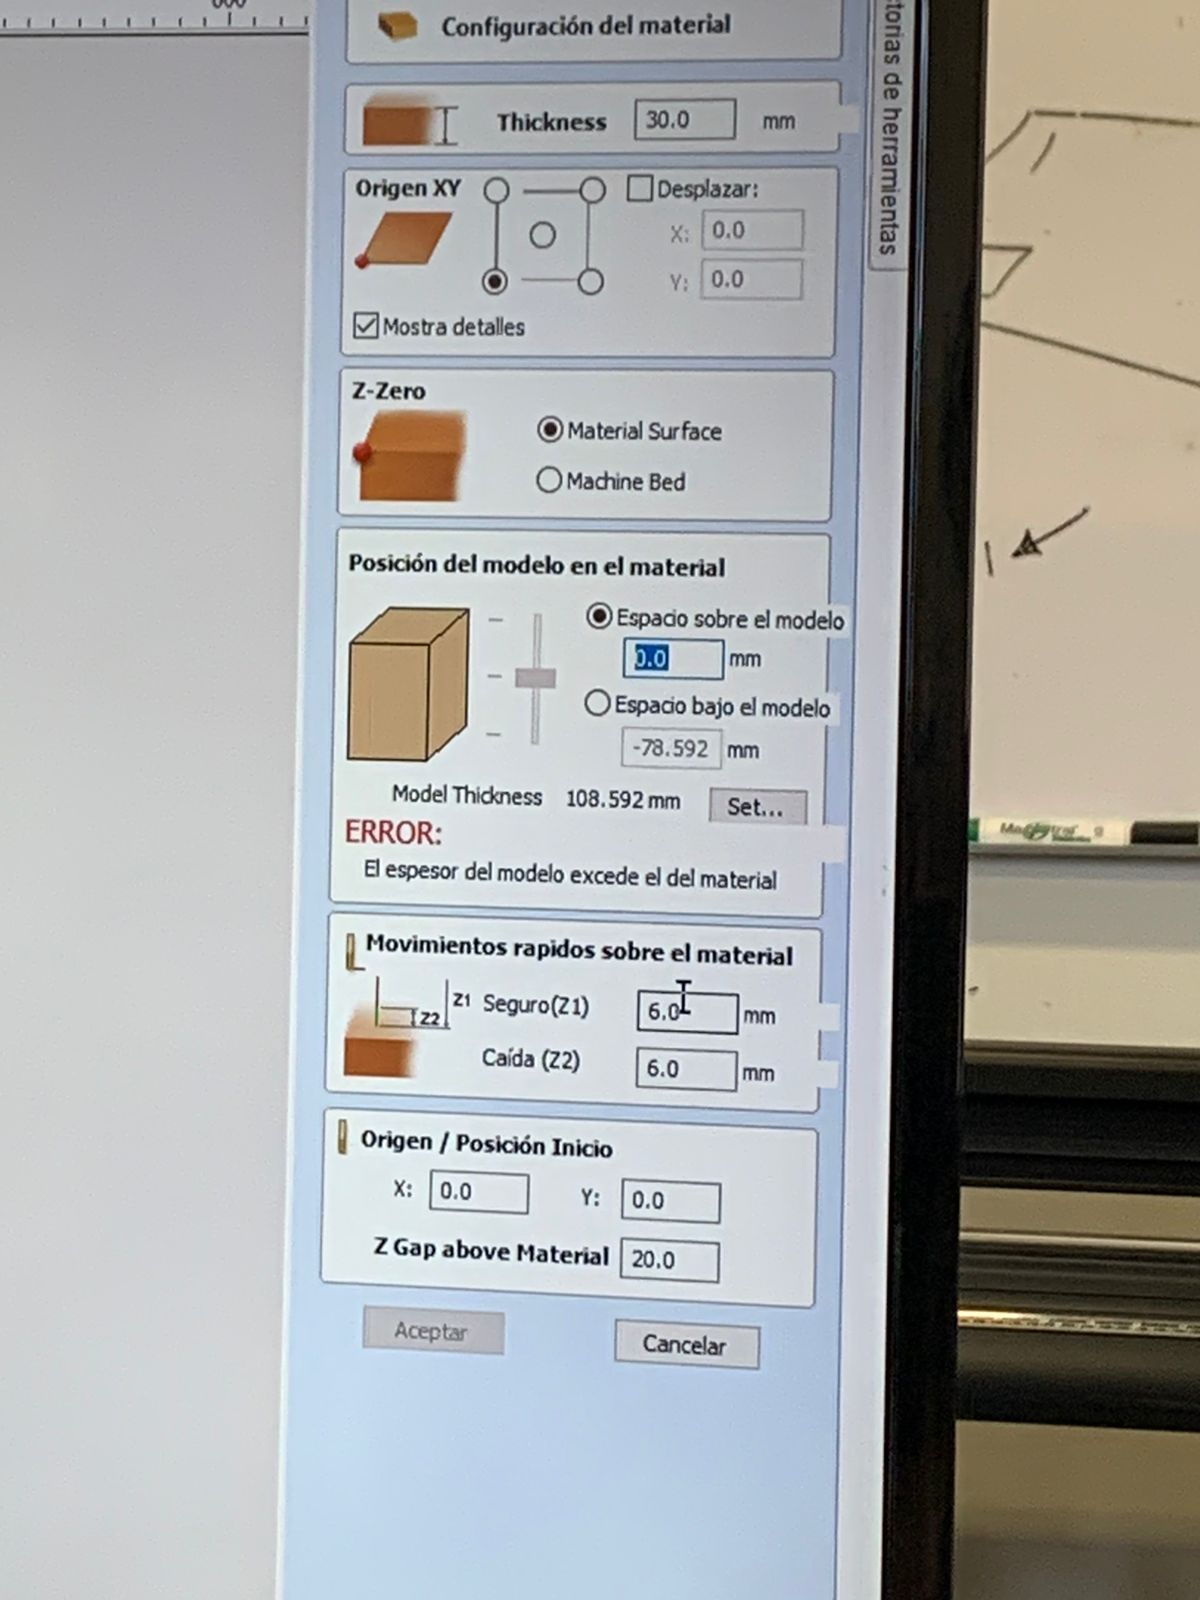 Configuración del material
Thickness 30.0 mm
Origen XY
Desplazar:
X: 0.0
Y: 0.0
Mostra detalles
Z-Zero
Material Surface
Machine Bed
Posición del modelo en el material
Espacio sobre el modelo
0.0 mm
Espacio bajo el modelo
-78.592 mm
Model Thickness 108.592 mm Set...
ERROR:
El espesor del modelo excede el del material
Movimientos rapidos sobre el material
Z1 Seguro(Z1) 6.0 mm
Z2
Caída (Z2) 6.0 mm
Origen / Posición Inicio
X: 0.0 Y: 0.0
Z Gap above Material 20.0
Aceptar Cancelar
torias de herramientas